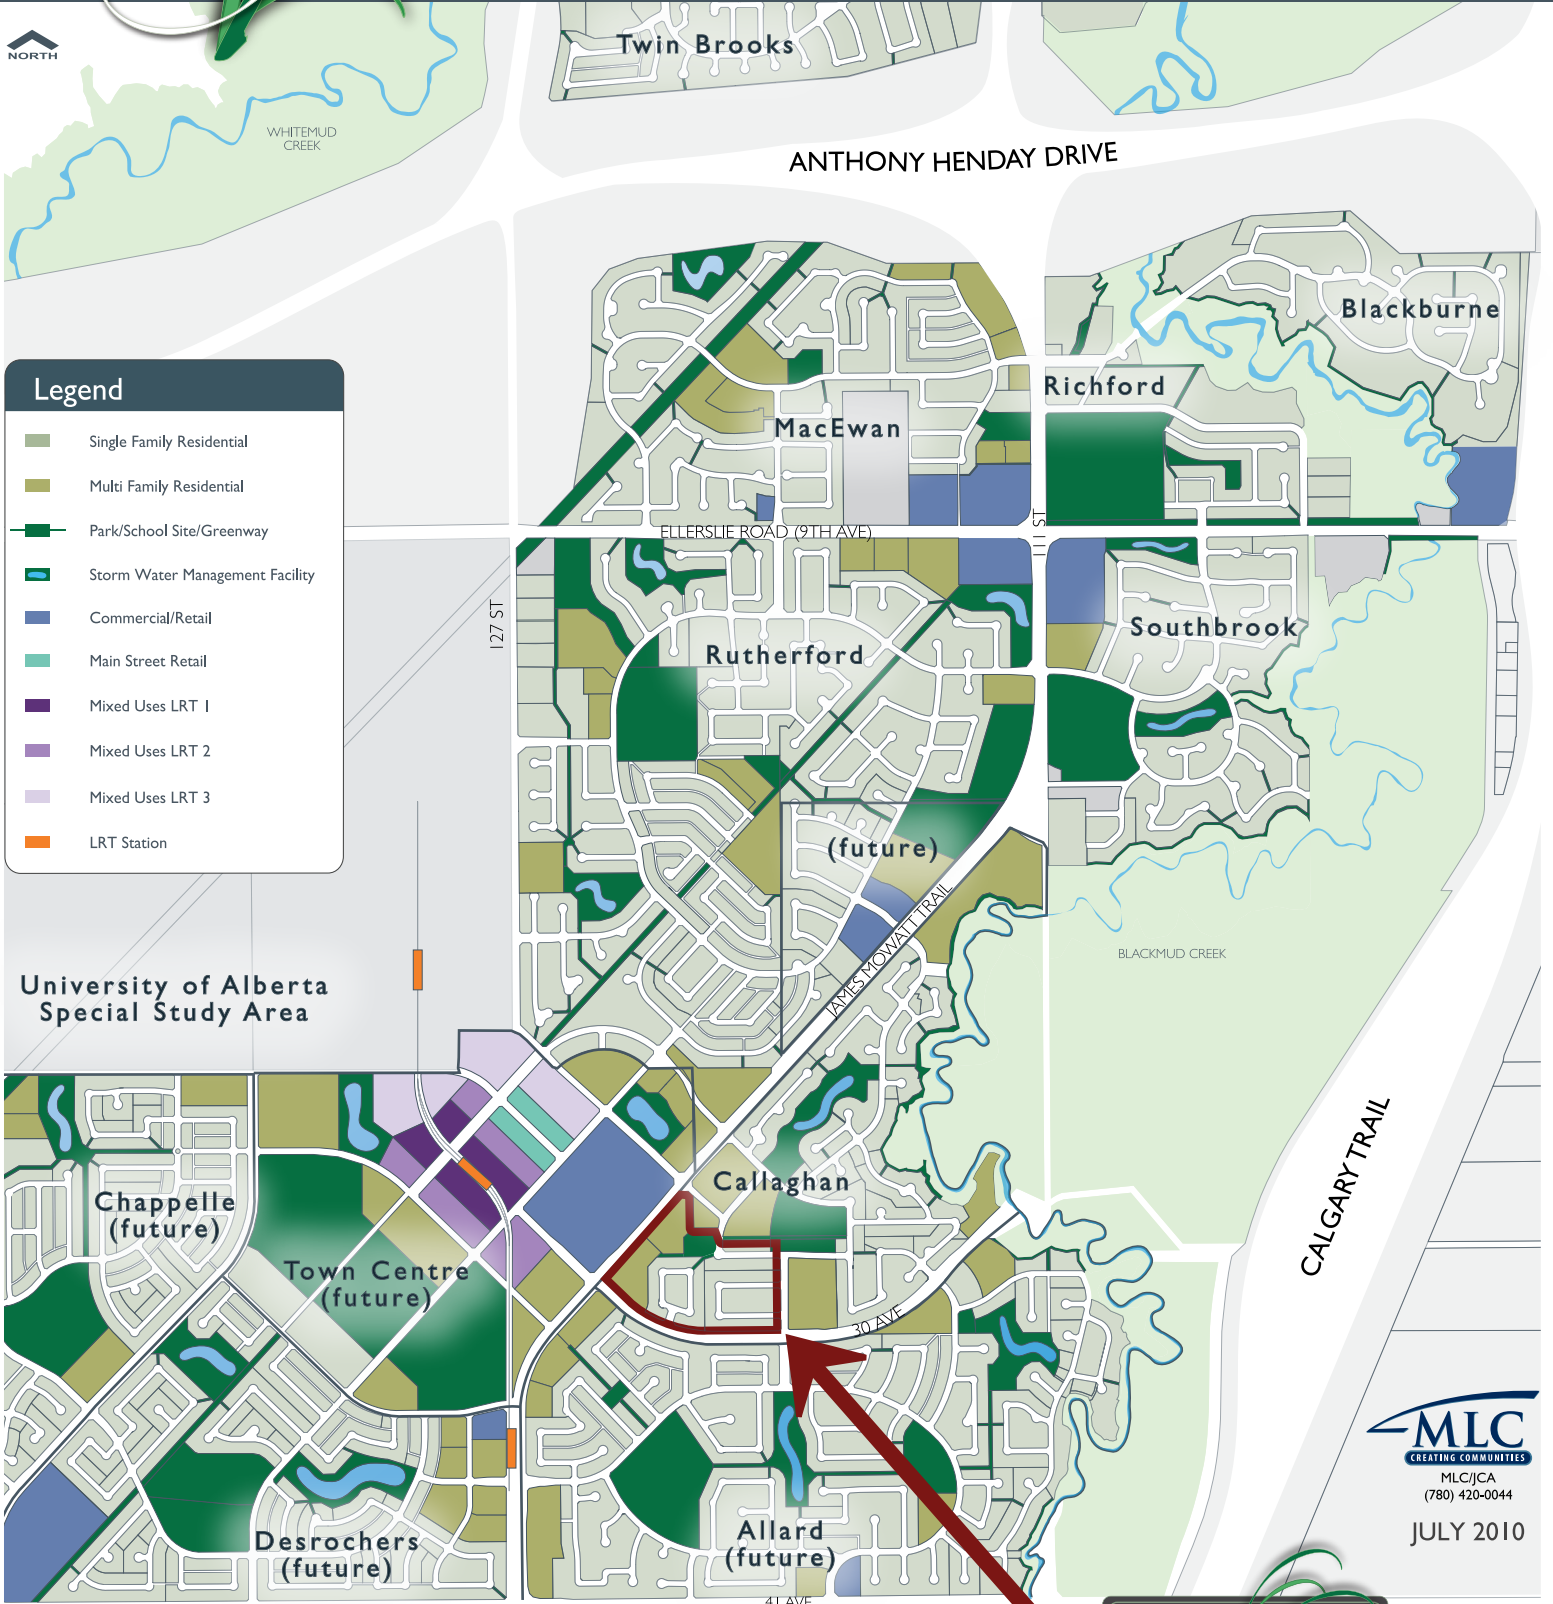 NORTH
Twin Brooks
WHITEMUD
CREEK
ANTHONY HENDAY DRIVE
Blackburne
Legend
Single Family Residential
Multi Family Residential
Park/School Site/Greenway
Storm Water Management Facility
Commercial/Retail
Main Street Retail
Mixed Uses LRT 1
Mixed Uses LRT 2
Mixed Uses LRT 3
LRT Station
Richford
MacEwan
ELLERSLIE ROAD (9TH AVE)
111 ST
127 ST
Southbrook
Rutherford
(future)
JAMES MOWATT TRAIL
BLACKMUD CREEK
University of Alberta
Special Study Area
CALGARY TRAIL
Callaghan
Chappelle
(future)
Town Centre
(future)
30 AVE
MLC
CREATING COMMUNITIES
MLC/JCA
(780) 420-0044
JULY 2010
Desrochers
(future)
Allard
(future)
41 AVE